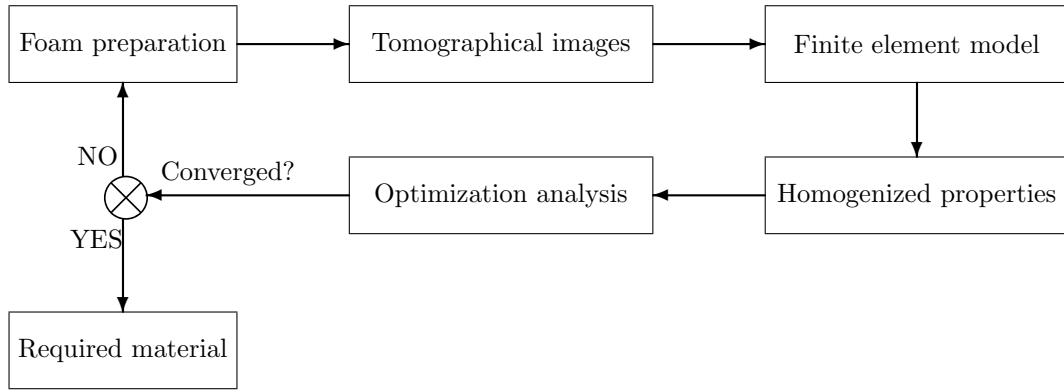 Foam preparation
Tomographical images
Finite element model
NO
Converged?
Optimization analysis
Homogenized properties
YES
Required material